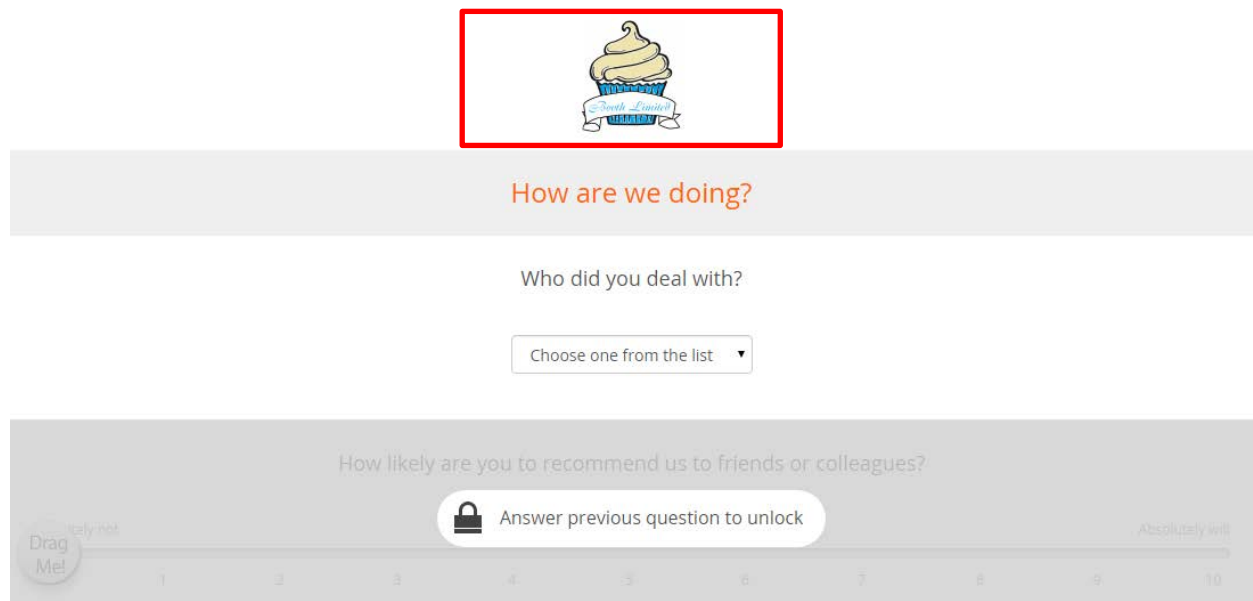 Booth Limited
How are we doing?
Who did you deal with?
Choose one from the list
How likely are you to recommend us to friends or colleagues?
Answer previous question to unlock
Absolutely will
Drag
Me!
1 2 3 4 5 6 7 8 9 10